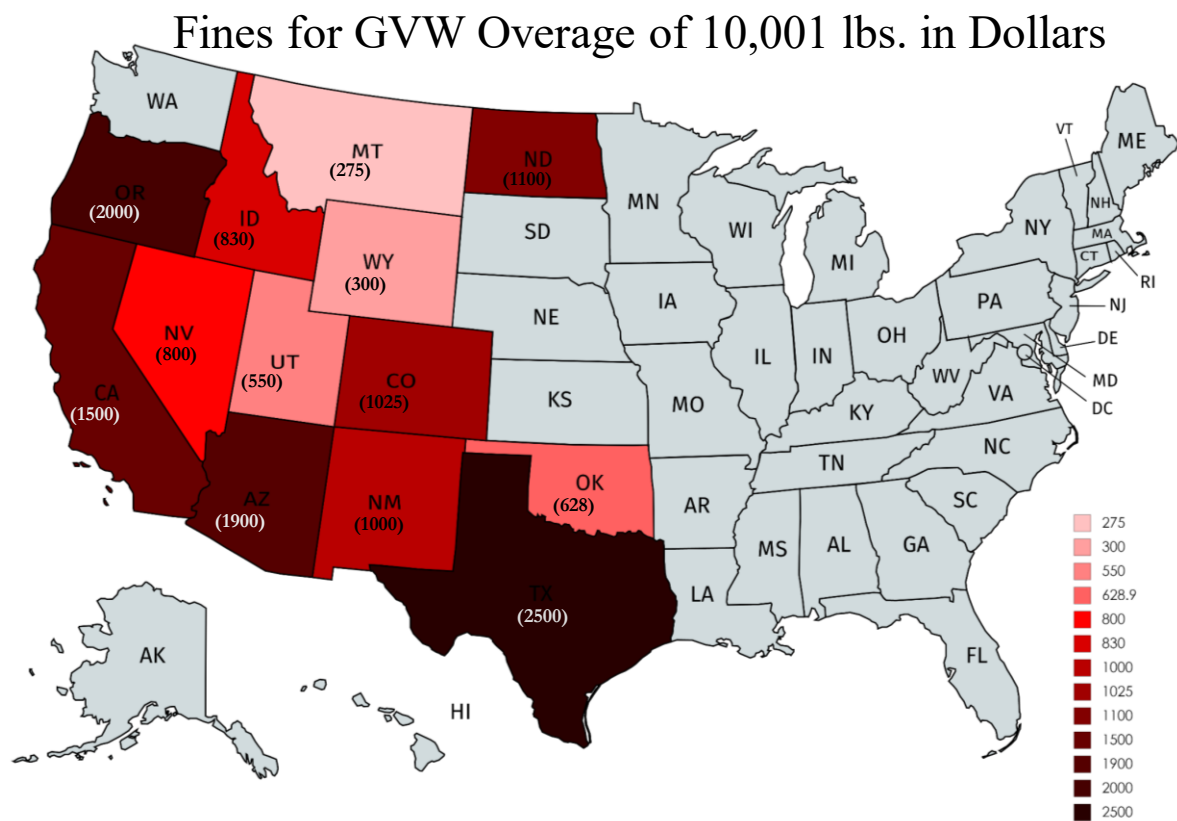 Fines for GVW Overage of 10,001 lbs. in Dollars
WA
MT
(275)
ND
(1100)
MN
VT
ME
OR
(2000)
ID
(830)
SD
WI
MI
NY
NH
MA
CT
RI
WY
(300)
NE
IA
PA
NJ
NV
(800)
UT
(550)
CO
(1025)
KS
MO
IL
IN
OH
WV
VA
DE
MD
DC
CA
(1500)
KY
NC
TN
AZ
(1900)
NM
(1000)
OK
(628)
AR
SC
MS
AL
GA
TX
(2500)
LA
FL
AK
HI
275
300
550
628.9
800
830
1000
1025
1100
1500
1900
2000
2500